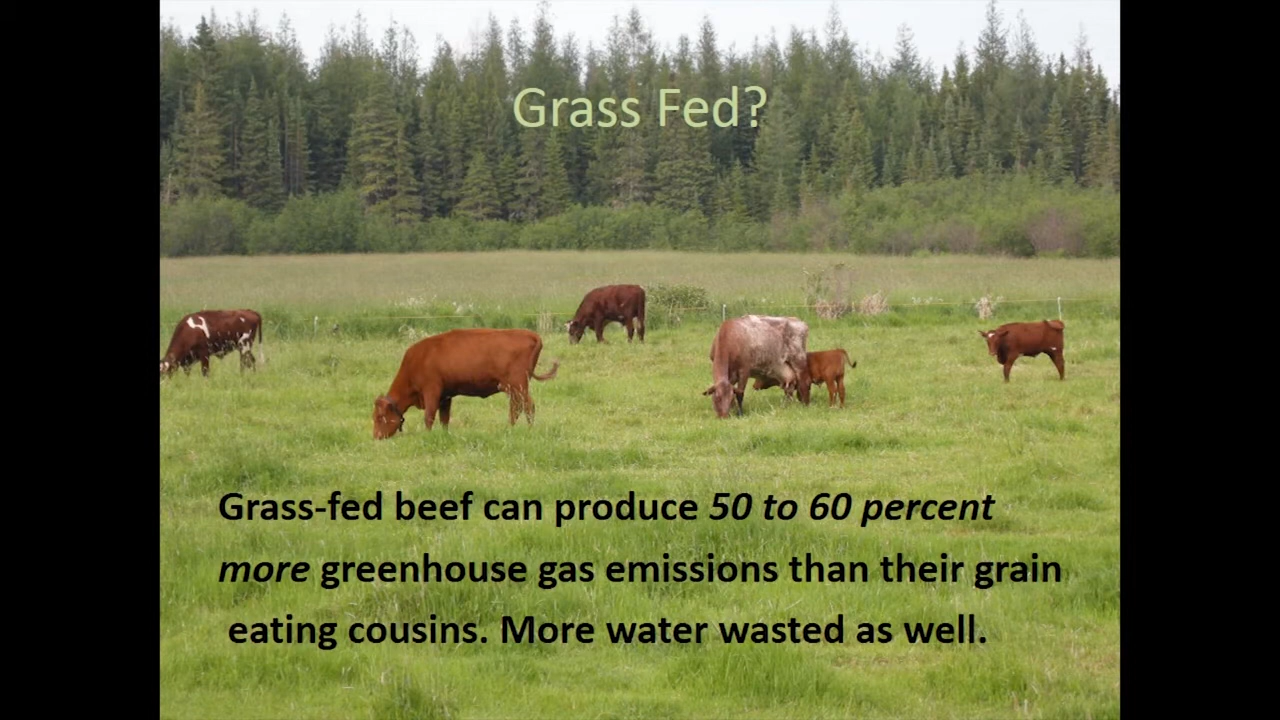 Grass Fed?
Grass-fed beef can produce 50 to 60 percent
more greenhouse gas emissions than their grain
eating cousins. More water wasted as well.